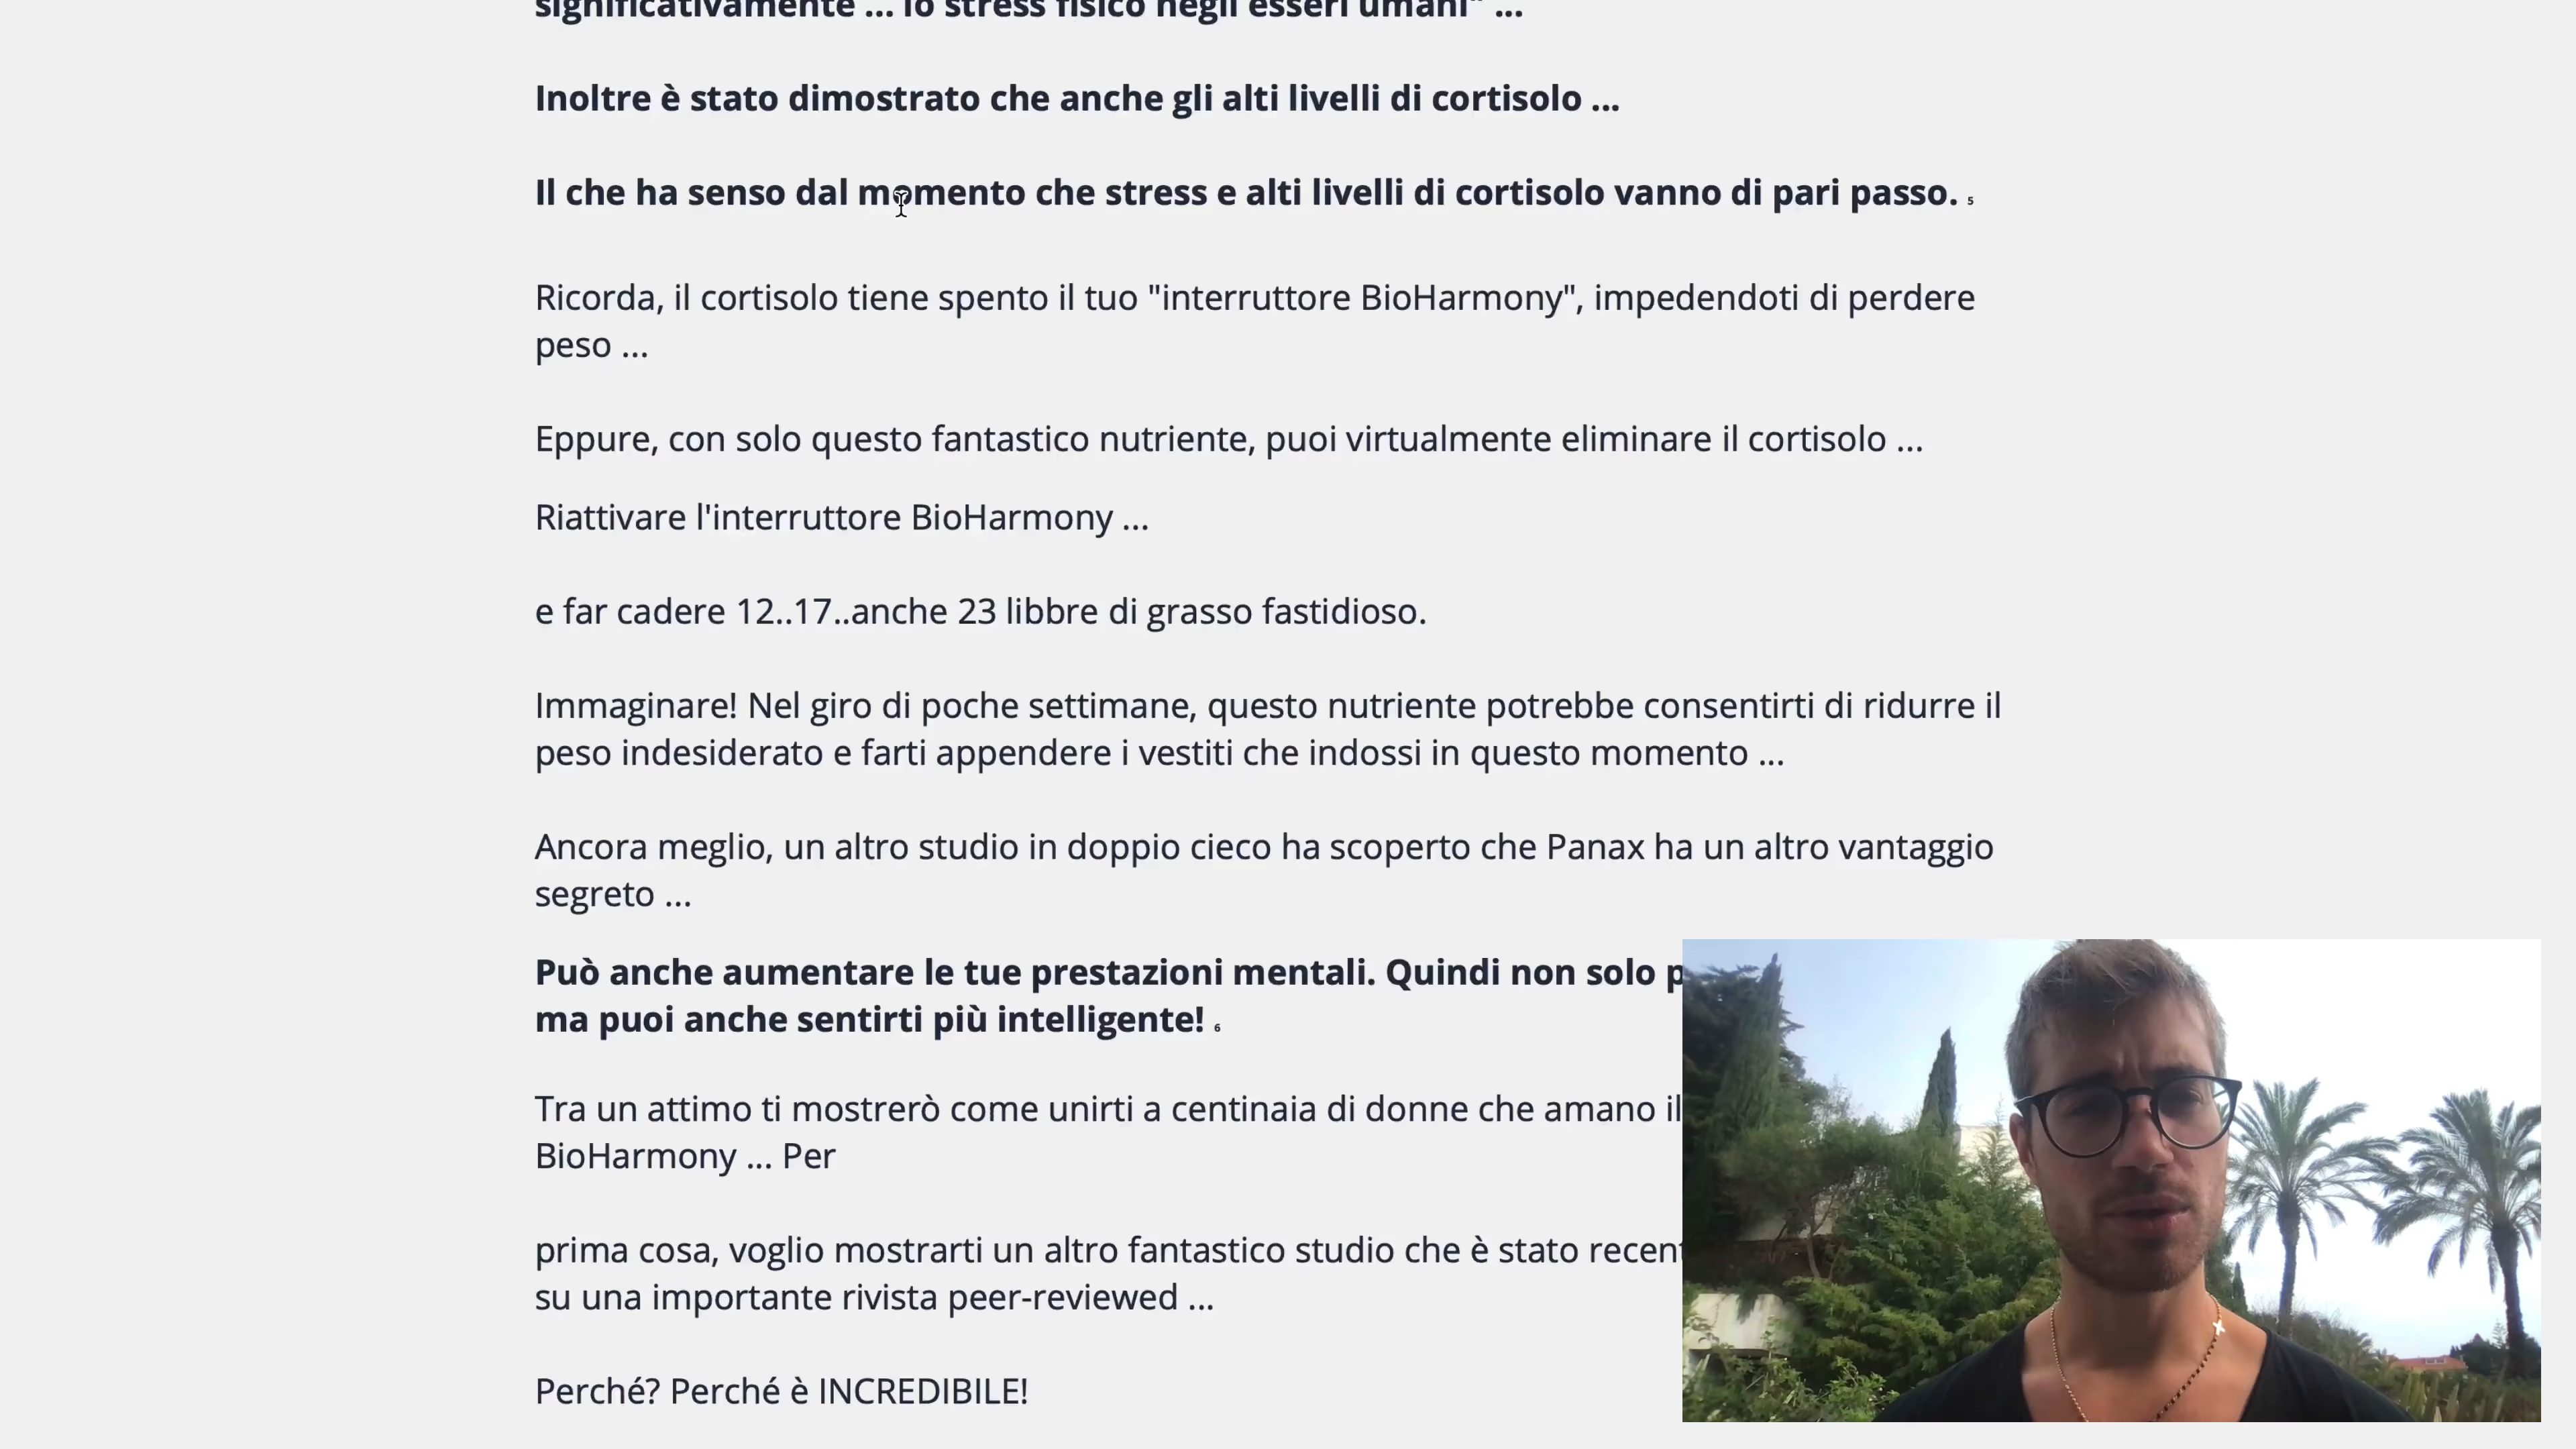 significativamente ... lo stress fisico negli esseri umani" ...
Inoltre è stato dimostrato che anche gli alti livelli di cortisolo ...
Il che ha senso dal momento che stress e alti livelli di cortisolo vanno di pari passo. 5
Ricorda, il cortisolo tiene spento il tuo "interruttore BioHarmony", impedendoti di perdere
peso ...
Eppure, con solo questo fantastico nutriente, puoi virtualmente eliminare il cortisolo ...
Riattivare l'interruttore BioHarmony ...
e far cadere 12..17..anche 23 libbre di grasso fastidioso.
Immaginare! Nel giro di poche settimane, questo nutriente potrebbe consentirti di ridurre il
peso indesiderato e farti appendere i vestiti che indossi in questo momento ...
Ancora meglio, un altro studio in doppio cieco ha scoperto che Panax ha un altro vantaggio
segreto ...
Può anche aumentare le tue prestazioni mentali. Quindi non solo
ma puoi anche sentirti più intelligente! 6
Tra un attimo ti mostrerò come unirti a centinaia di donne che amano il
BioHarmony ... Per
prima cosa, voglio mostrarti un altro fantastico studio che è stato
su una importante rivista peer-reviewed ...
Perché? Perché è INCREDIBILE!